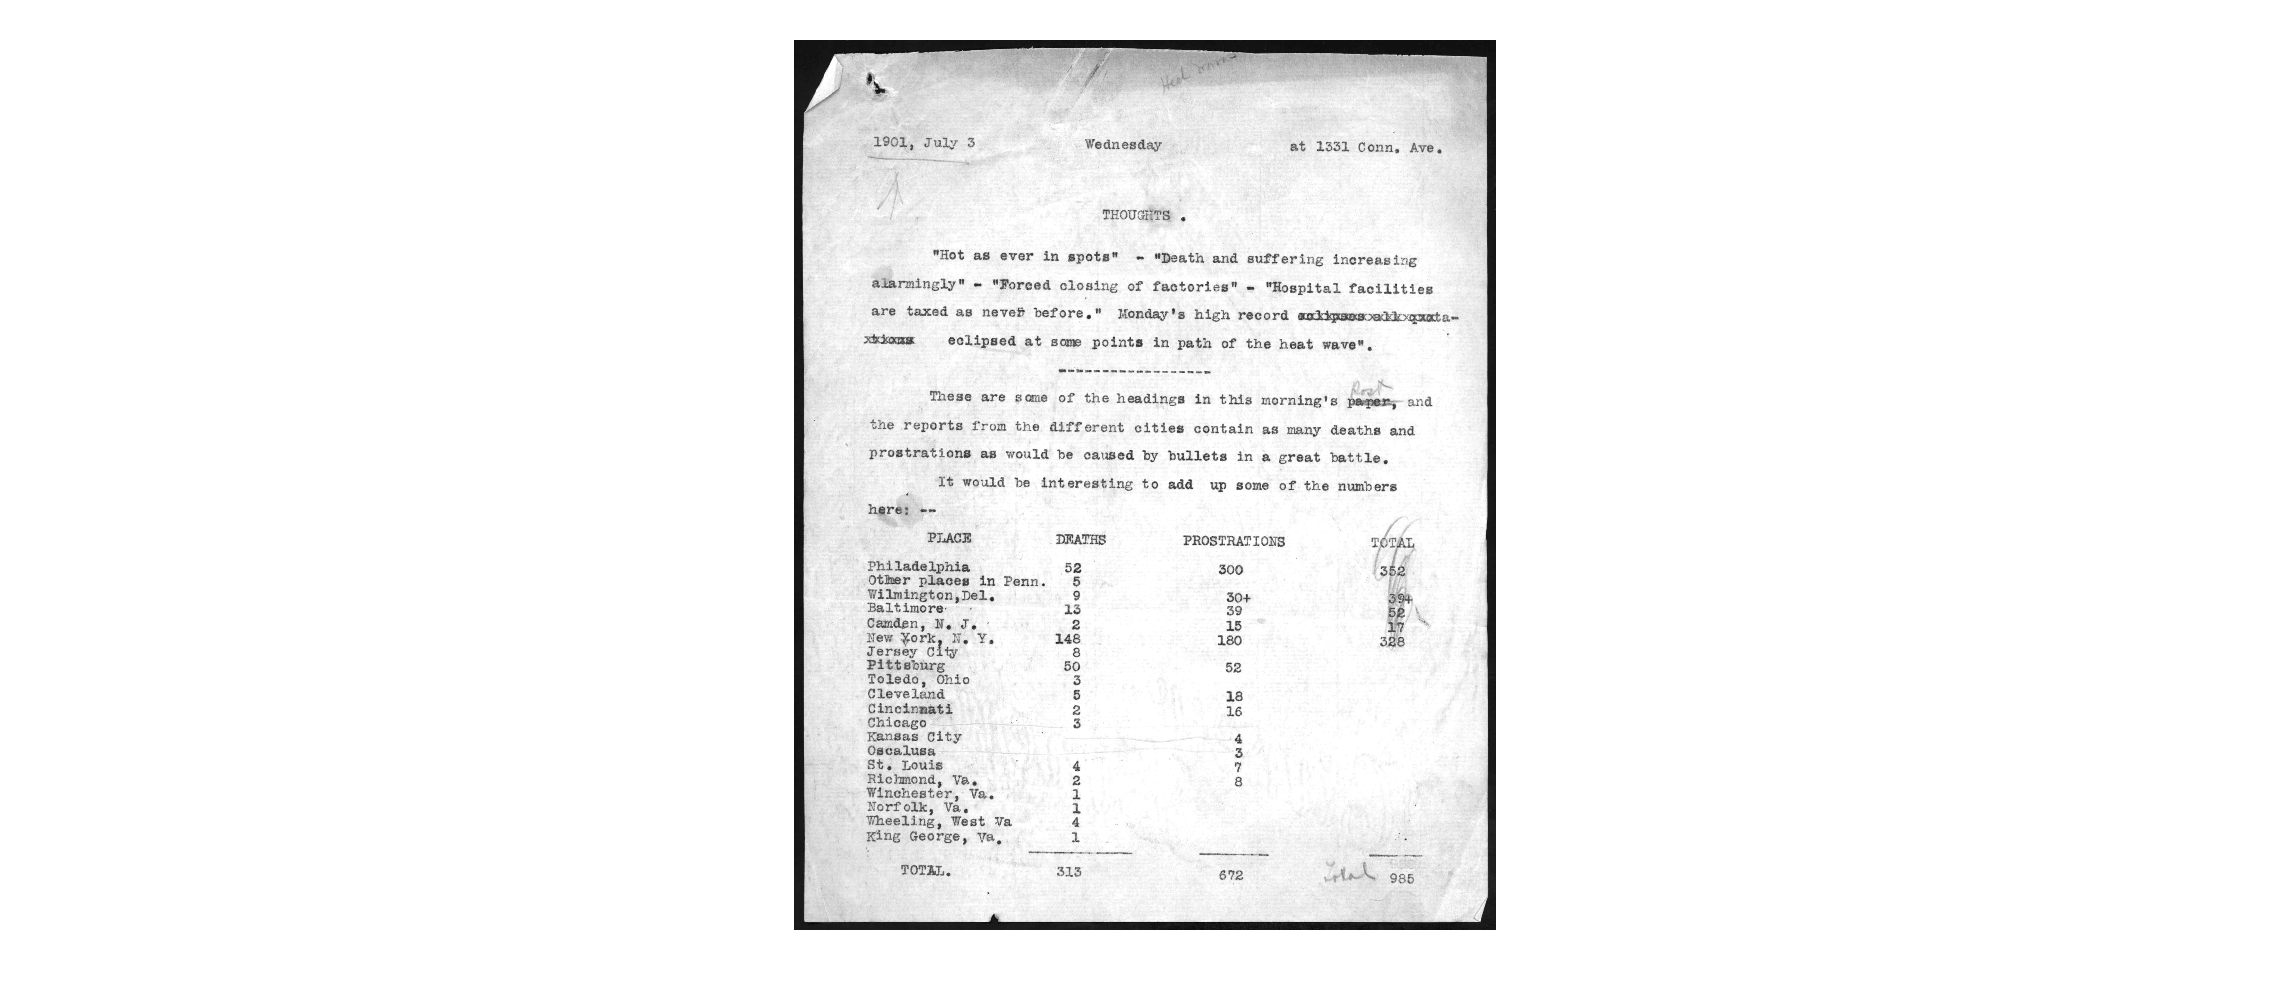 Heat
1901, July 3 Wednesday at 1331 Conn. Ave.
THOUGHTS .
"Hot as ever in spots" - "Death and suffering increasing
alarmingly" - "Forced closing of factories" - "Hospital facilities
are taxed as never before." Monday's high record eclipses all quota-
tions eclipsed at some points in path of the heat wave".
------------------
Post
These are some of the headings in this morning's paper, and
the reports from the different cities contain as many deaths and
prostrations as would be caused by bullets in a great battle.
It would be interesting to add up some of the numbers
here: --
PLACE DEATHS PROSTRATIONS TOTAL
Philadelphia 52 300 352
Other places in Penn. 5
Wilmington,Del. 9 30+ 39+
Baltimore 13 39 52
Camden, N. J. 2 15 17
New York, N. Y. 148 180 328
Jersey City 8
Pittsburg 50 52
Toledo, Ohio 3
Cleveland 5 18
Cincinnati 2 16
Chicago 3
Kansas City 4
Oscalusa 3
St. Louis 4 7
Richmond, Va. 2 8
Winchester, Va. 1
Norfolk, Va. 1
Wheeling, West Va 4
King George, Va. 1
TOTAL. 313 672 Total 985